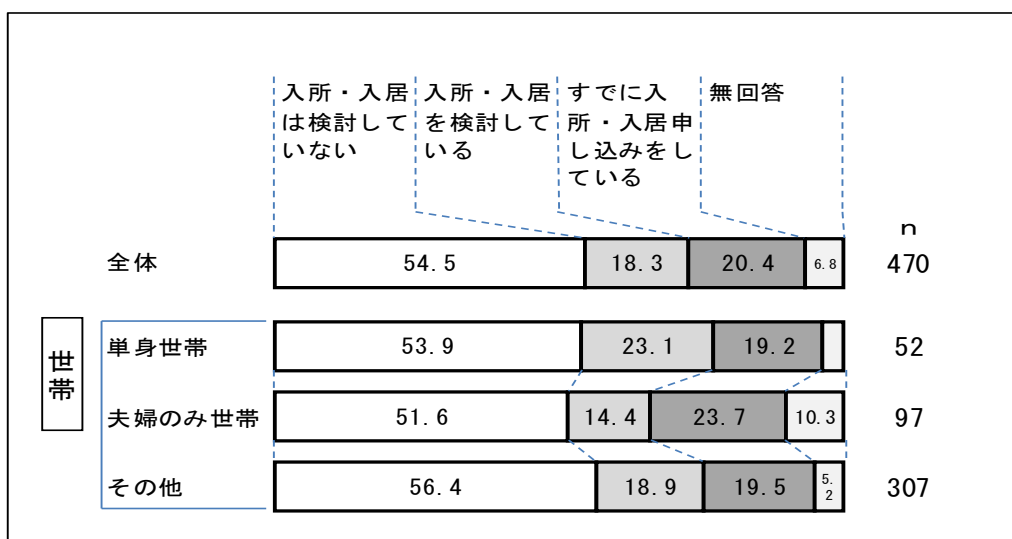 入所・入居は検討していない
入所・入居を検討している
すでに入所・入居申し込みをしている
無回答
n
全体 54.5 18.3 20.4 6.8 470
世帯
単身世帯 53.9 23.1 19.2 52
夫婦のみ世帯 51.6 14.4 23.7 10.3 97
その他 56.4 18.9 19.5 5.2 307